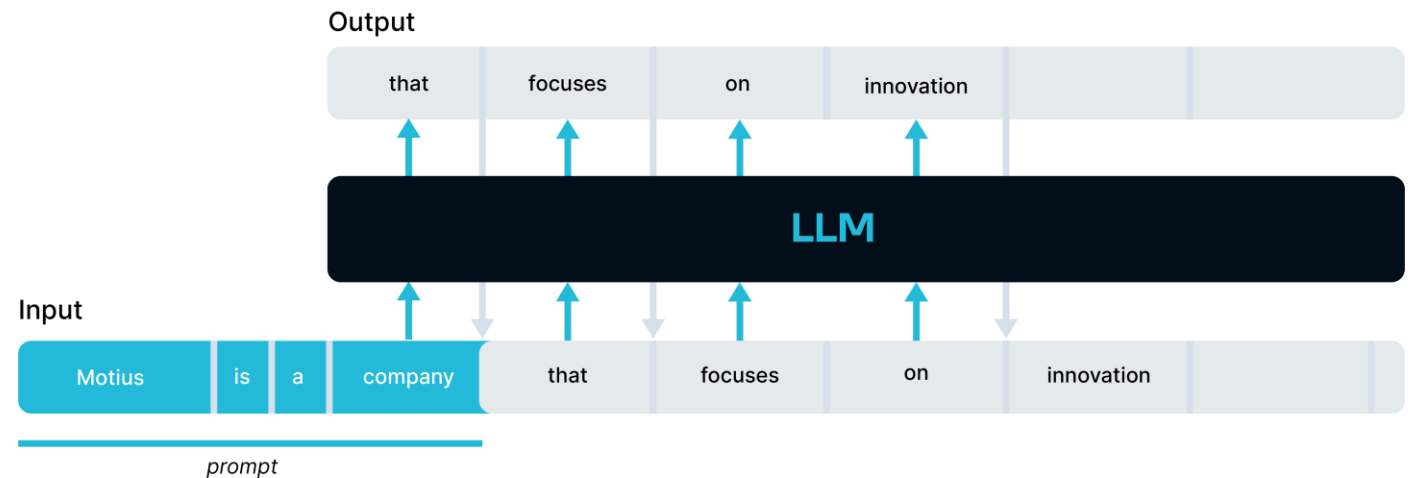 Output
that focuses on innovation
LLM
Input
Motius is a company that focuses on innovation
prompt